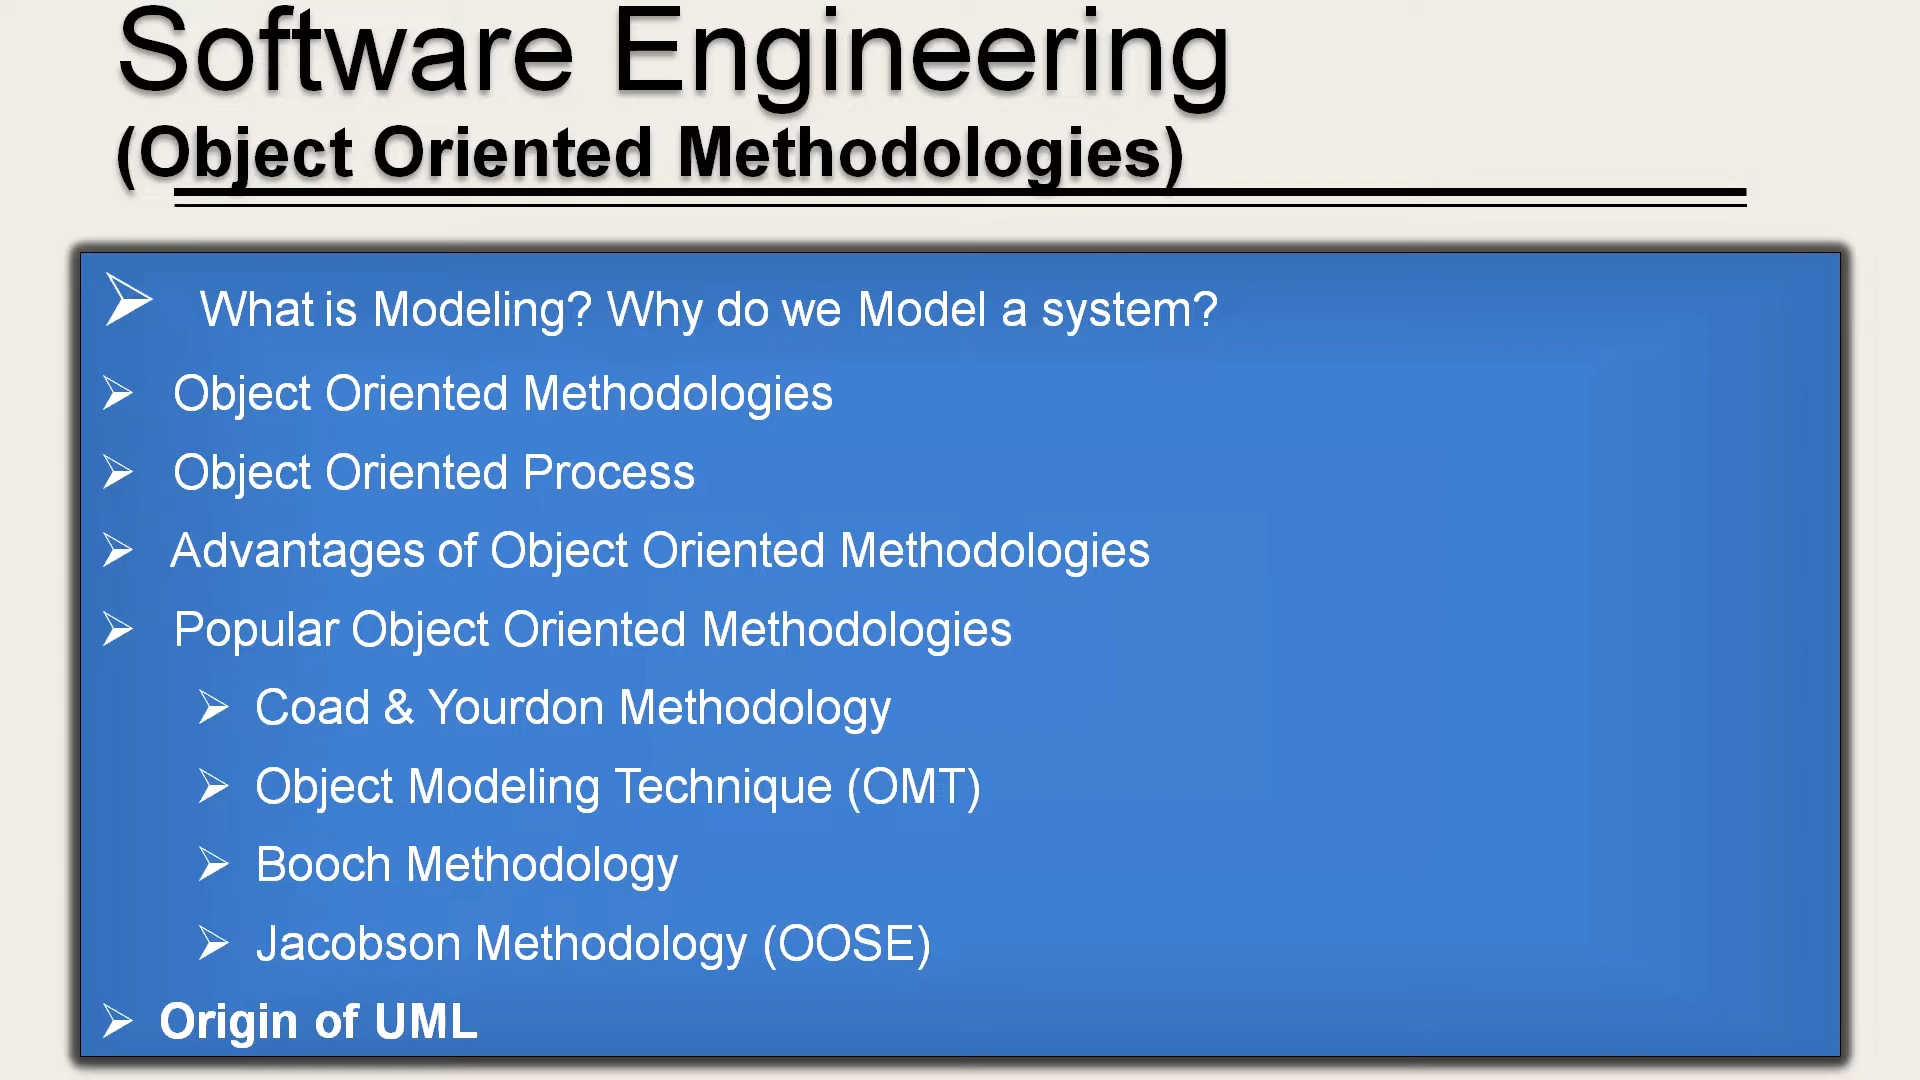 Software Engineering
(Object Oriented Methodologies)
What is Modeling? Why do we Model a system?
Object Oriented Methodologies
Object Oriented Process
Advantages of Object Oriented Methodologies
Popular Object Oriented Methodologies
Coad & Yourdon Methodology
Object Modeling Technique (OMT)
Booch Methodology
Jacobson Methodology (OOSE)
Origin of UML